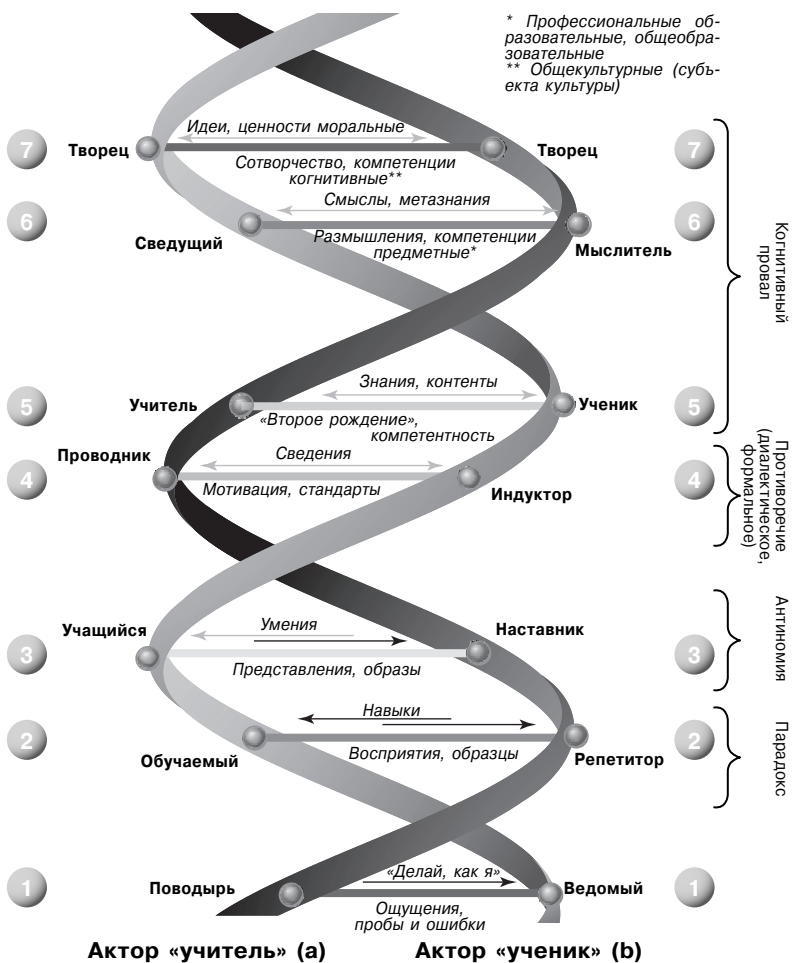 * Профессиональные об-
разовательные, общеобра-
зовательные
** Общекультурные (субъ-
екта культуры)
7
Творец
Идеи, ценности моральные
Сотворчество, компетенции
когнитивные**
Творец
7
6
Сведущий
Смыслы, метазнания
Размышления, компетенции
предметные*
Мыслитель
6
Когнитивный
провал
5
Учитель
Знания, контенты
«Второе рождение»,
компетентность
Ученик
5
4
Проводник
Сведения
Мотивация, стандарты
Индуктор
4
Противоречие
(диалектическое,
формальное)
3
Учащийся
Умения
Представления, образы
Наставник
3
Антиномия
2
Обучаемый
Навыки
Восприятия, образцы
Репетитор
2
Парадокс
1
Поводырь
«Делай, как я»
Ощущения,
пробы и ошибки
Ведомый
1
Актор «учитель» (a)
Актор «ученик» (b)